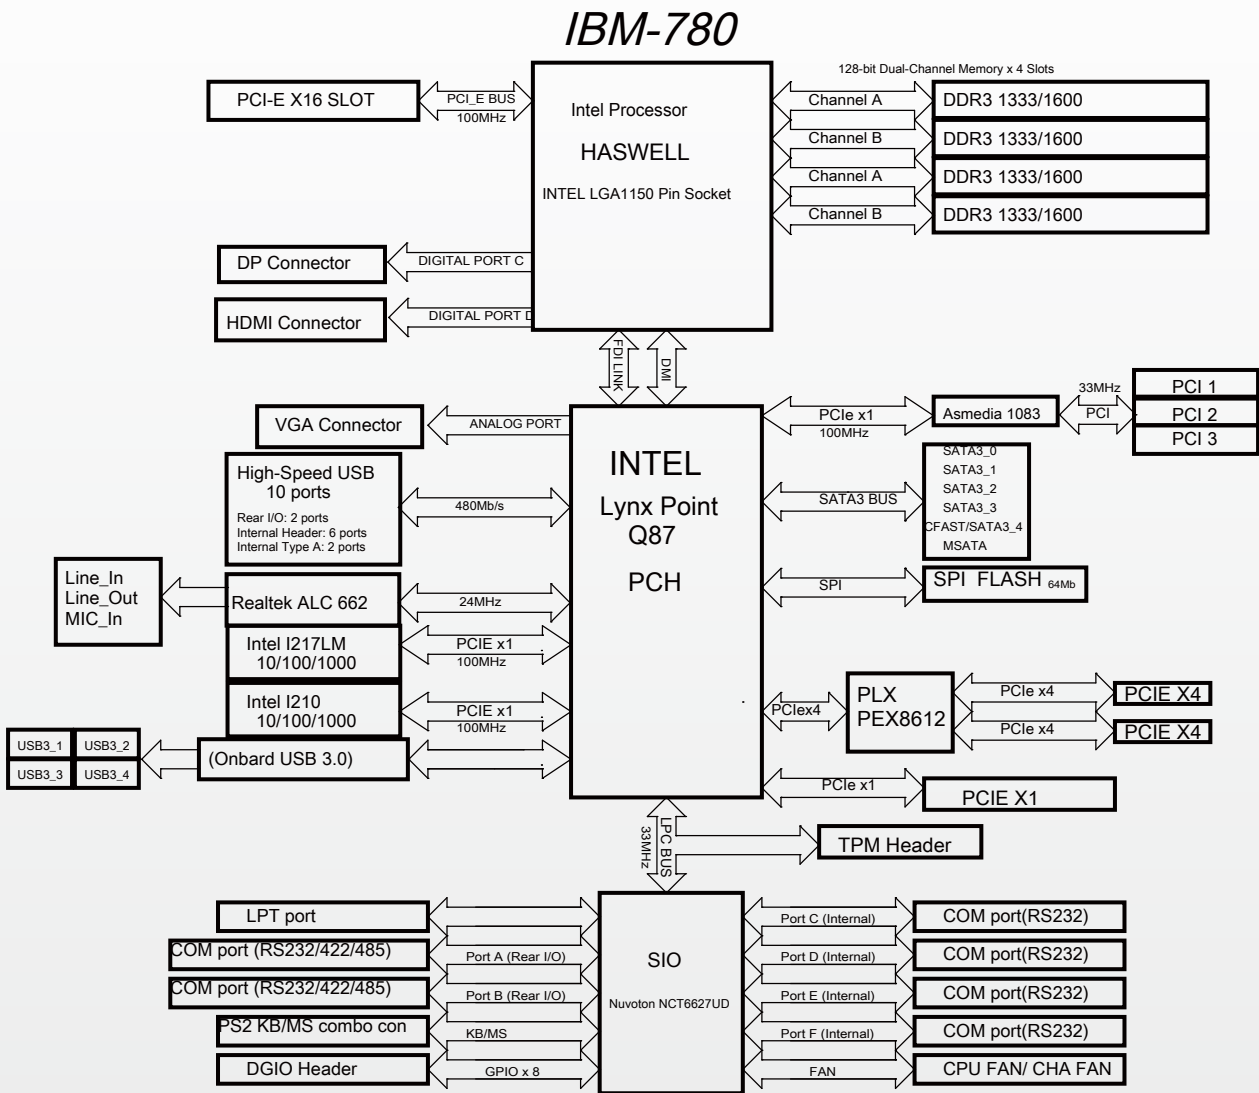 IBM-780
128-bit Dual-Channel Memory x 4 Slots
PCI-E X16 SLOT
PCI_E BUS
100MHz
Intel Processor
HASWELL
INTEL LGA1150 Pin Socket
Channel A
DDR3 1333/1600
Channel B
DDR3 1333/1600
Channel A
DDR3 1333/1600
Channel B
DDR3 1333/1600
DP Connector
DIGITAL PORT C
HDMI Connector
DIGITAL PORT D
FDI LINK
DMI
VGA Connector
ANALOG PORT
INTEL
Lynx Point
Q87
PCH
PCIe x1
100MHz
Asmedia 1083
33MHz
PCI
PCI 1
PCI 2
PCI 3
High-Speed USB
10 ports
Rear I/O: 2 ports
Internal Header: 6 ports
Internal Type A: 2 ports
480Mb/s
SATA3 BUS
SATA3_0
SATA3_1
SATA3_2
SATA3_3
CFAST/SATA3_4
MSATA
Line_In
Line_Out
MIC_In
Realtek ALC 662
24MHz
SPI
SPI FLASH 64Mb
Intel I217LM
10/100/1000
PCIE x1
100MHz
Intel I210
10/100/1000
PCIE x1
100MHz
PCIex4
PLX
PEX8612
PCIe x4
PCIE X4
PCIe x4
PCIE X4
USB3_1
USB3_2
USB3_3
USB3_4
(Onbard USB 3.0)
PCIe x1
PCIE X1
LPC BUS
33MHz
TPM Header
SIO
Nuvoton NCT6627UD
LPT port
COM port (RS232/422/485)
Port A (Rear I/O)
COM port (RS232/422/485)
Port B (Rear I/O)
PS2 KB/MS combo con
KB/MS
DGIO Header
GPIO x 8
Port C (Internal)
COM port(RS232)
Port D (Internal)
COM port(RS232)
Port E (Internal)
COM port(RS232)
Port F (Internal)
COM port(RS232)
FAN
CPU FAN/ CHA FAN